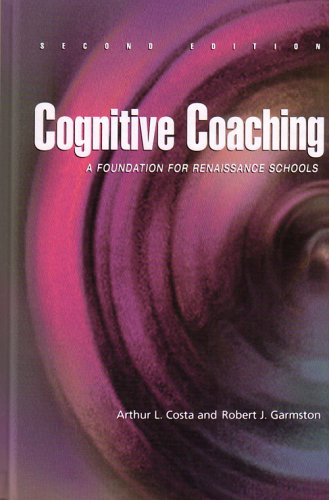 SECOND EDITION
Cognitive Coaching
A FOUNDATION FOR RENAISSANCE SCHOOLS
Arthur L. Costa and Robert J. Garmston